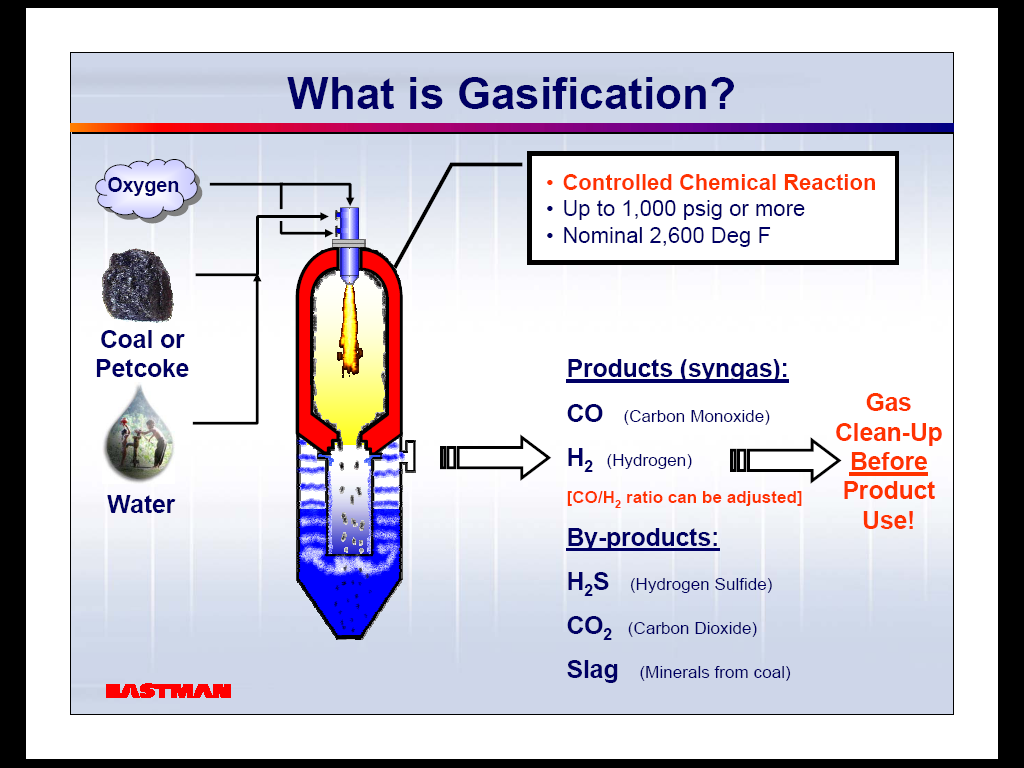 What is Gasification?
Oxygen
• Controlled Chemical Reaction
• Up to 1,000 psig or more
• Nominal 2,600 Deg F
Coal or
Petcoke
Water
Products (syngas):
CO (Carbon Monoxide)
H2 (Hydrogen)
[CO/H2 ratio can be adjusted]
By-products:
H2S (Hydrogen Sulfide)
CO2 (Carbon Dioxide)
Slag (Minerals from coal)
Gas
Clean-Up
Before
Product
Use!
EASTMAN